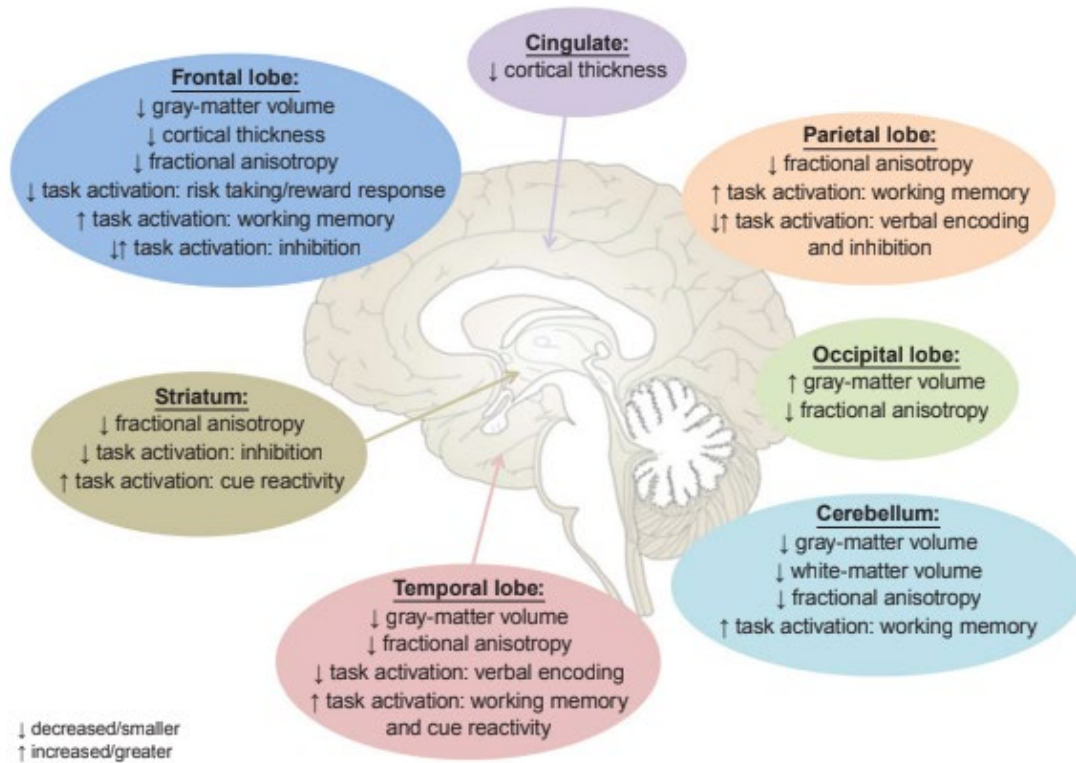 Cingulate:
↓ cortical thickness
Frontal lobe:
↓ gray-matter volume
↓ cortical thickness
↓ fractional anisotropy
↓ task activation: risk taking/reward response
↑ task activation: working memory
↓↑ task activation: inhibition
Parietal lobe:
↓ fractional anisotropy
↑ task activation: working memory
↓↑ task activation: verbal encoding
and inhibition
Occipital lobe:
↑ gray-matter volume
↓ fractional anisotropy
Striatum:
↓ fractional anisotropy
↓ task activation: inhibition
↑ task activation: cue reactivity
Cerebellum:
↓ gray-matter volume
↓ white-matter volume
↓ fractional anisotropy
↑ task activation: working memory
Temporal lobe:
↓ gray-matter volume
↓ fractional anisotropy
↓ task activation: verbal encoding
↑ task activation: working memory
and cue reactivity
↓ decreased/smaller
↑ increased/greater